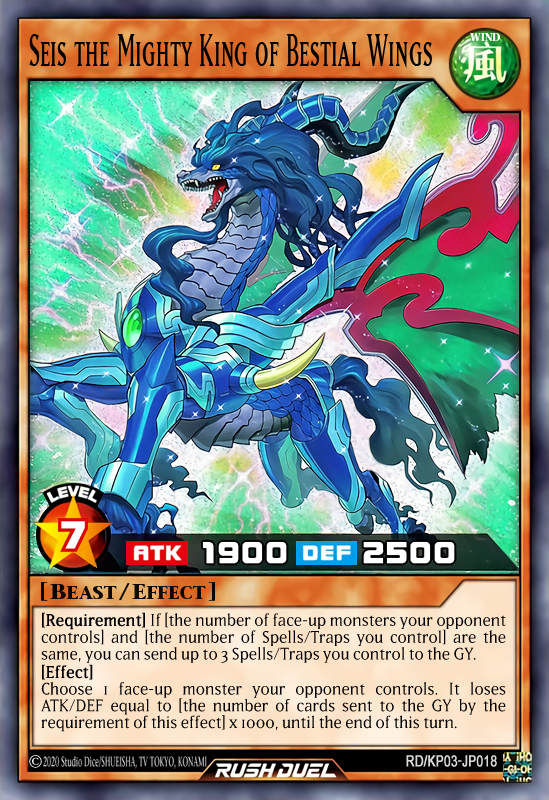 Seis the Mighty King of Bestial Wings
WIND
嵐
LEVEL
7
ATK 1900 DEF 2500
[Beast/Effect]
[Requirement] If [the number of face-up monsters your opponent
controls] and [the number of Spells/Traps you control] are the
same, you can send up to 3 Spells/Traps you control to the GY.
[Effect]
Choose 1 face-up monster your opponent controls. It loses
ATK/DEF equal to [the number of cards sent to the GY by the
requirement of this effect] x 1000, until the end of this turn.
©2020 Studio Dice/SHUEISHA, TV TOKYO, KONAMI
RUSH DUEL
RD/KP03-JP018